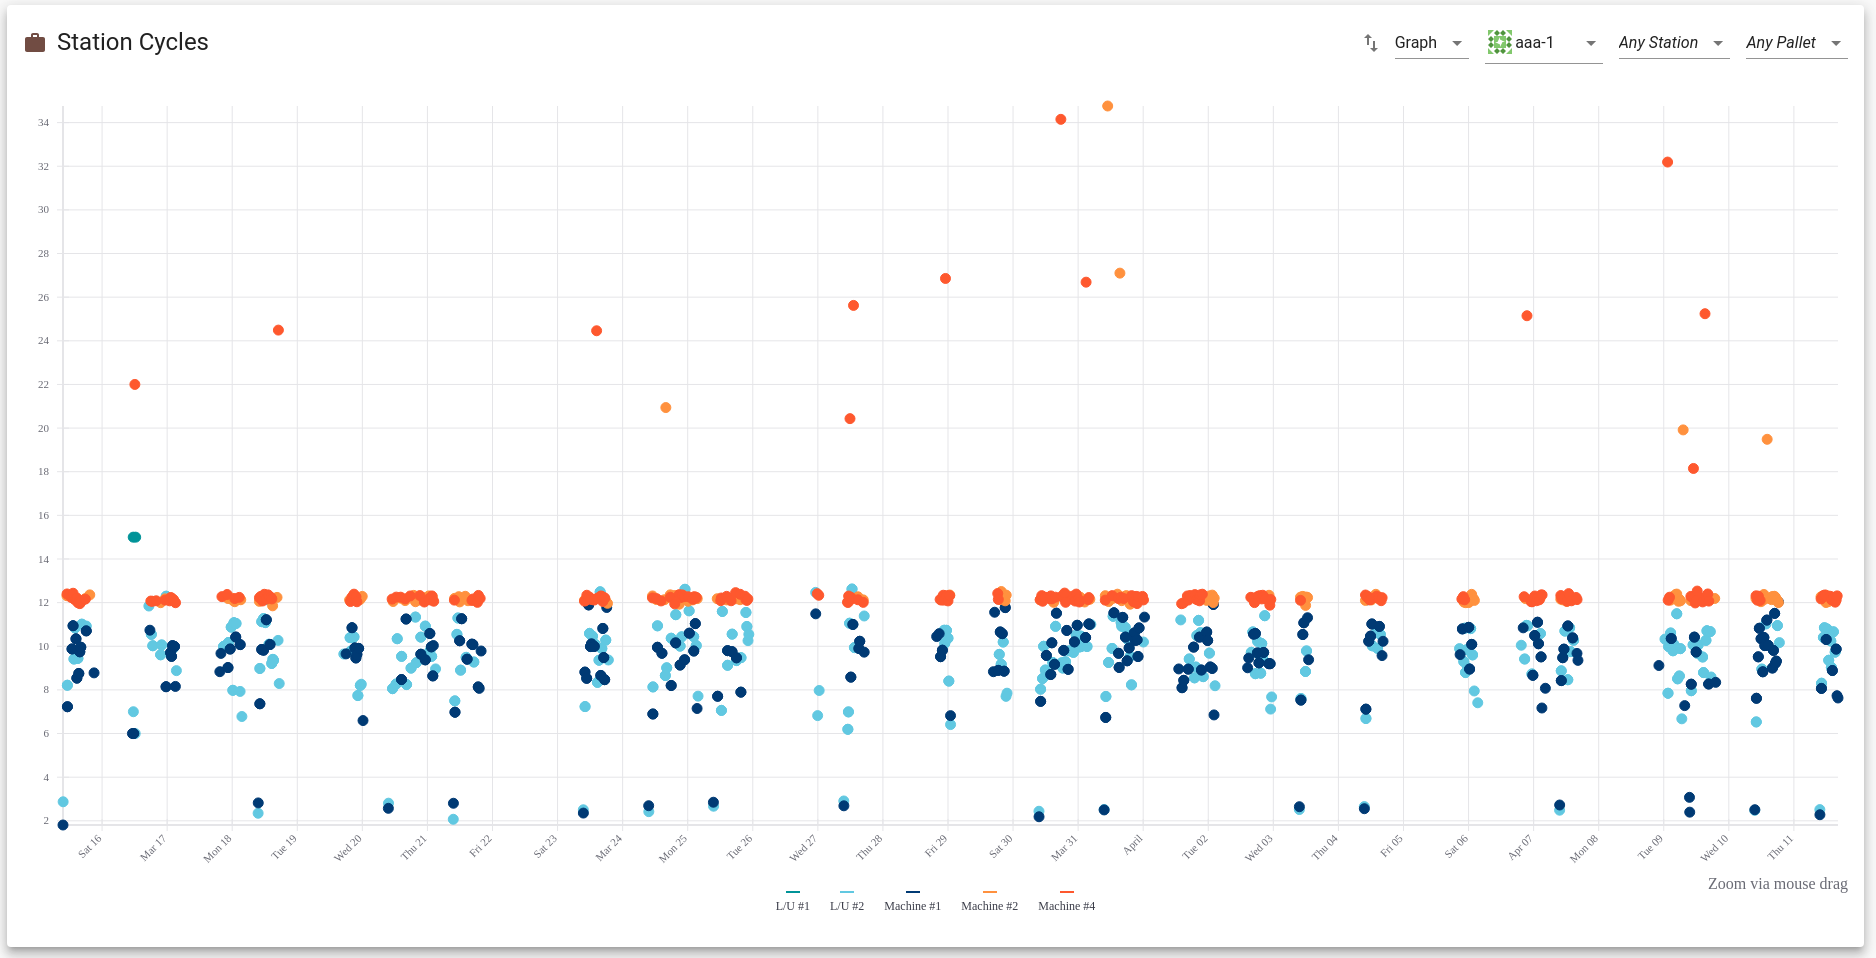 Station Cycles
Graph
aaa-1
Any Station
Any Pallet
34
32
30
28
26
24
22
20
18
16
14
12
10
8
6
4
2
Sat 16
Mar 17
Mon 18
Tue 19
Wed 20
Thu 21
Fri 22
Sat 23
Mar 24
Mon 25
Tue 26
Wed 27
Thu 28
Fri 29
Sat 30
Mar 31
April
Tue 02
Wed 03
Thu 04
Fri 05
Sat 06
Apr 07
Mon 08
Tue 09
Wed 10
Thu 11
Zoom via mouse drag
L/U #1
L/U #2
Machine #1
Machine #2
Machine #4